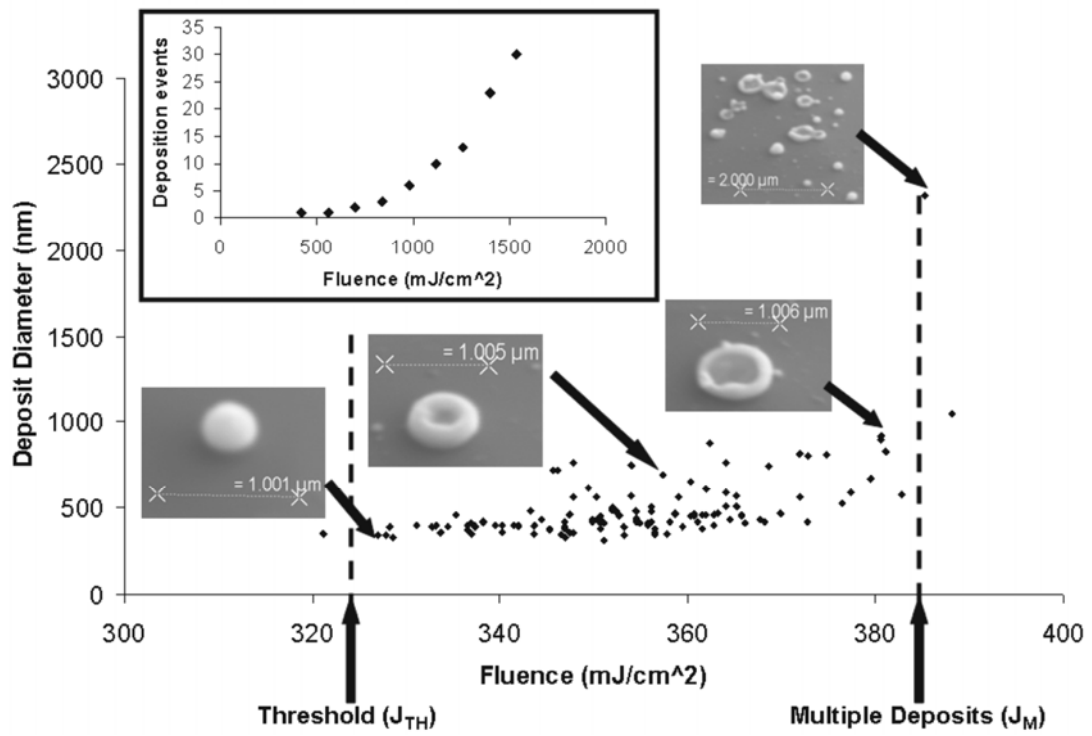 35
30
25
20
15
10
5
0
Deposition events
0 500 1000 1500 2000
Fluence (mJ/cm^2)
3000
2500
2000
1500
1000
500
0
Deposit Diameter (nm)
= 2.000 µm
= 1.006 µm
= 1.005 µm
= 1.001 µm
300 320 340 360 380 400
Fluence (mJ/cm^2)
Threshold (J_TH) Multiple Deposits (J_M)